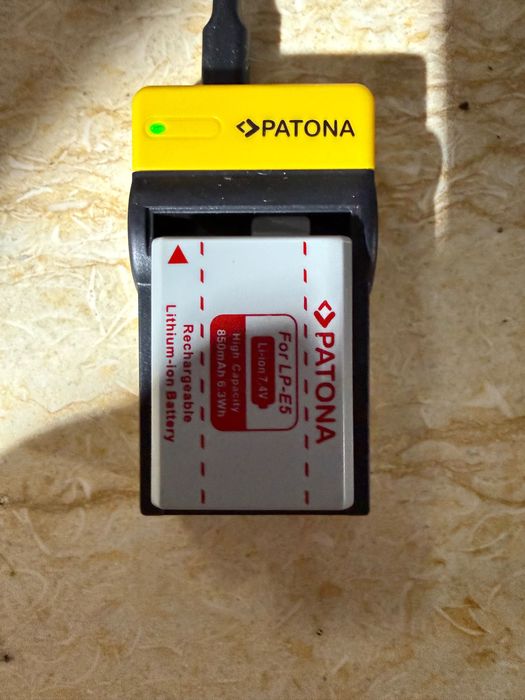 PATONA
PATONA
For LP-E5
Li-ion 7.4V
High Capacity
850mAh 6.3Wh
Rechargeable
Lithium-ion Battery